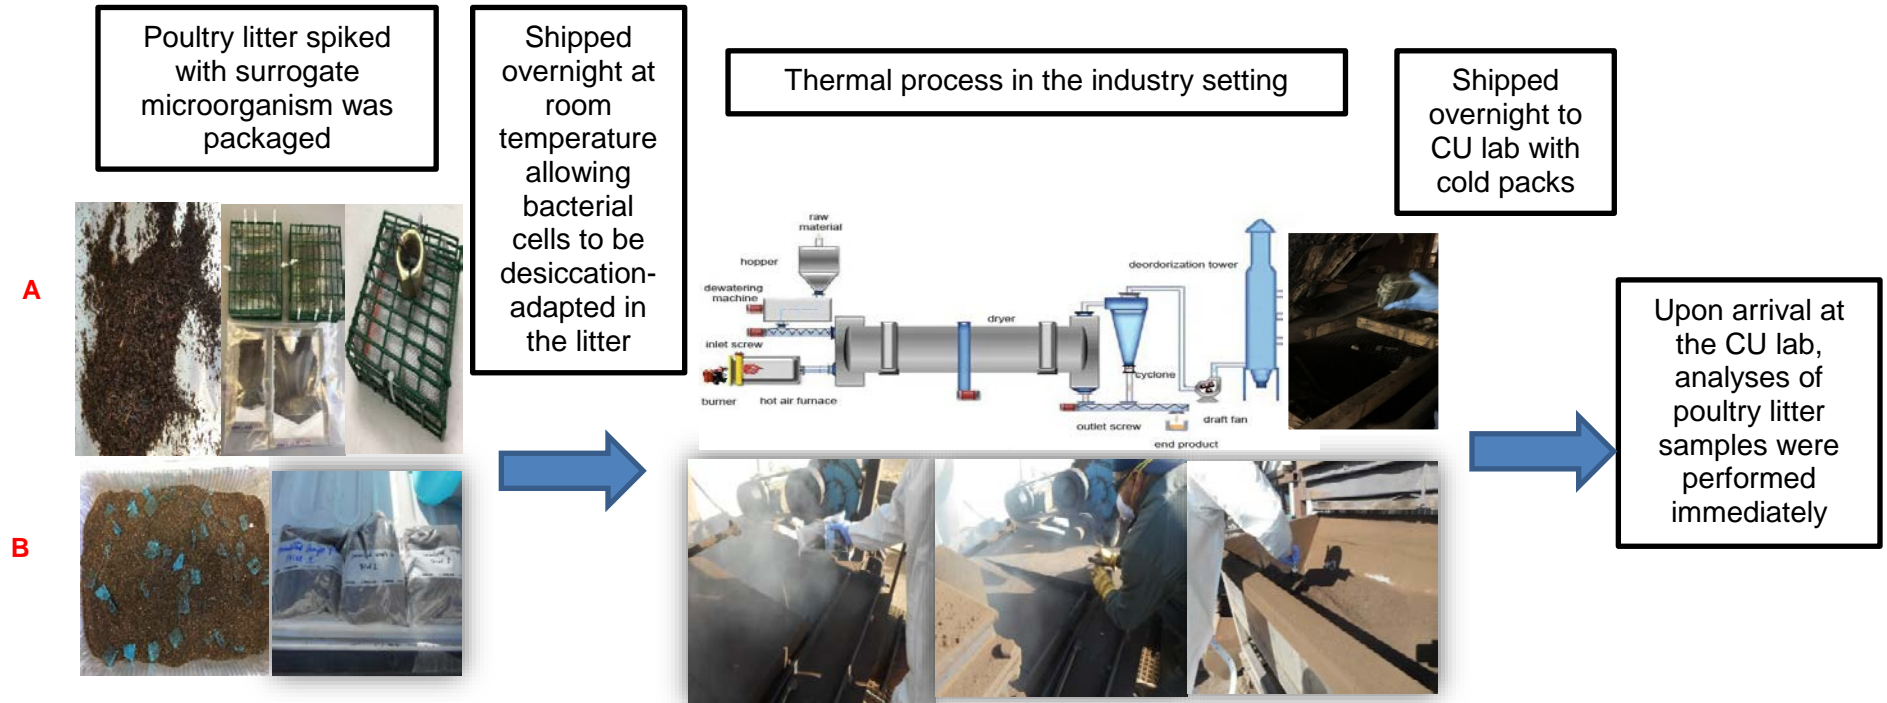 Poultry litter spiked
with surrogate
microorganism was
packaged
Shipped
overnight at
room
temperature
allowing
bacterial
cells to be
desiccation-
adapted in
the litter
Thermal process in the industry setting
Shipped
overnight to
CU lab with
cold packs
A
raw
material
hopper
dewatering
machine
inlet screw
burner
hot air furnace
dryer
deordorization tower
cyclone
draft fan
outlet screw
end product
Upon arrival at
the CU lab,
analyses of
poultry litter
samples were
performed
immediately
B